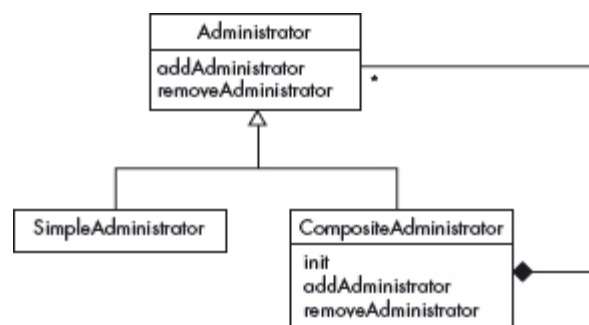 Administrator
addAdministrator
removeAdministrator
*
SimpleAdministrator
CompositeAdministrator
init
addAdministrator
removeAdministrator